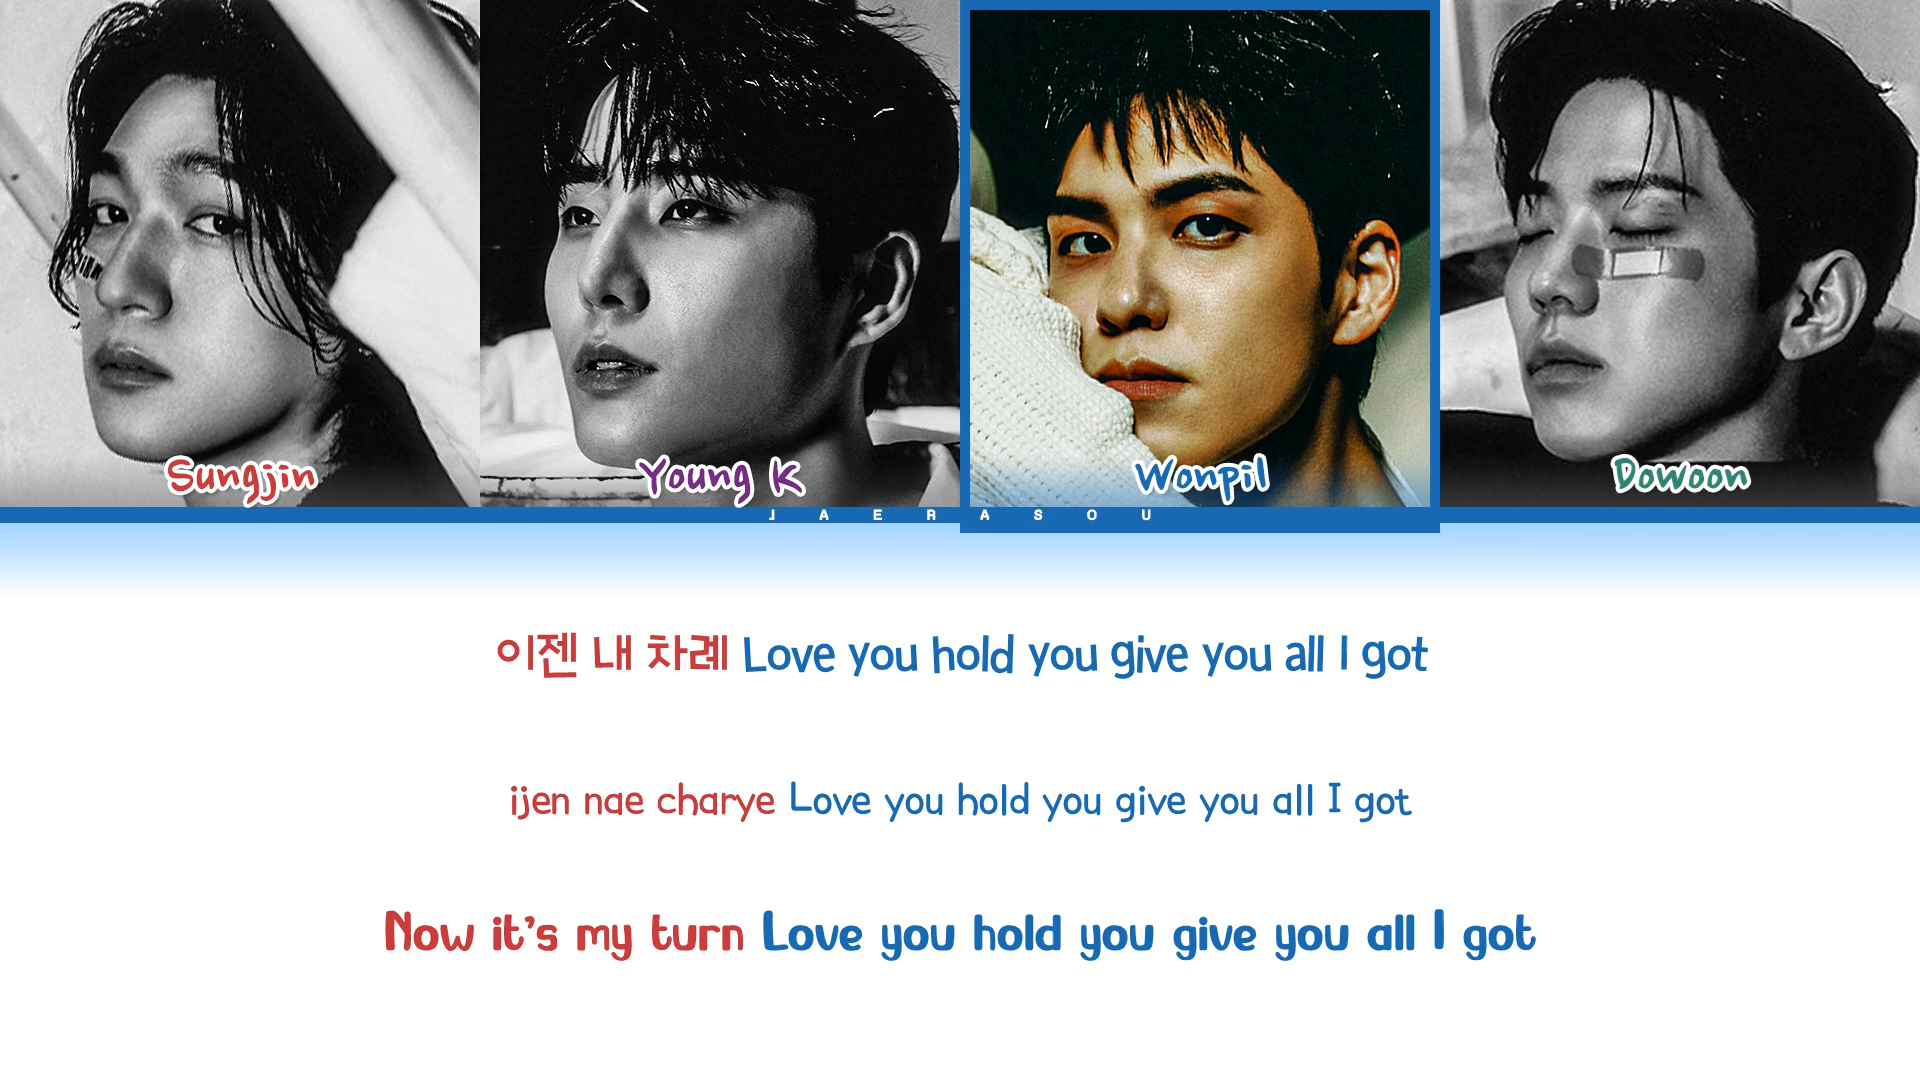 Sungjin
Young K
Wonpil
Dowoon
JAERASOU
이젠 내 차례 Love you hold you give you all I got
ijen nae charye Love you hold you give you all I got
Now it's my turn Love you hold you give you all I got